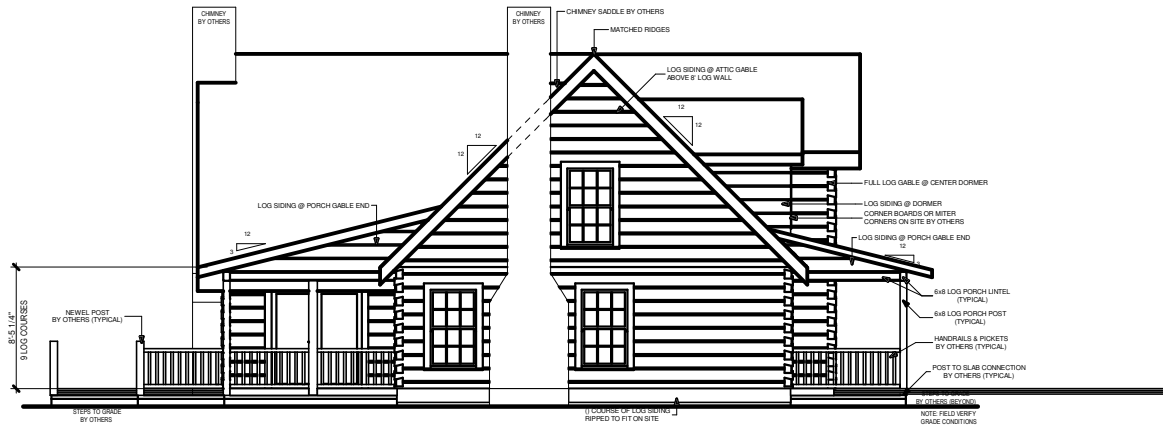 CHIMNEY
BY OTHERS
CHIMNEY
BY OTHERS
CHIMNEY SADDLE BY OTHERS
MATCHED RIDGES
LOG SIDING @ ATTIC GABLE
ABOVE 8' LOG WALL
12
12
12
12
FULL LOG GABLE @ CENTER DORMER
LOG SIDING @ DORMER
CORNER BOARDS OR MITER
CORNERS ON SITE BY OTHERS
LOG SIDING @ PORCH GABLE END
12
3
LOG SIDING @ PORCH GABLE END
12
3
8'-5 1/4"
9 LOG COURSES
NEWEL POST
BY OTHERS (TYPICAL)
6x8 LOG PORCH LINTEL
(TYPICAL)
6x8 LOG PORCH POST
(TYPICAL)
HANDRAILS & PICKETS
BY OTHERS (TYPICAL)
POST TO SLAB CONNECTION
BY OTHERS (TYPICAL)
STEPS TO GRADE
BY OTHERS
() COURSE OF LOG SIDING
RIPPED TO FIT ON SITE
STEPS TO GRADE
BY OTHERS (BEYOND)
NOTE: FIELD VERIFY
GRADE CONDITIONS